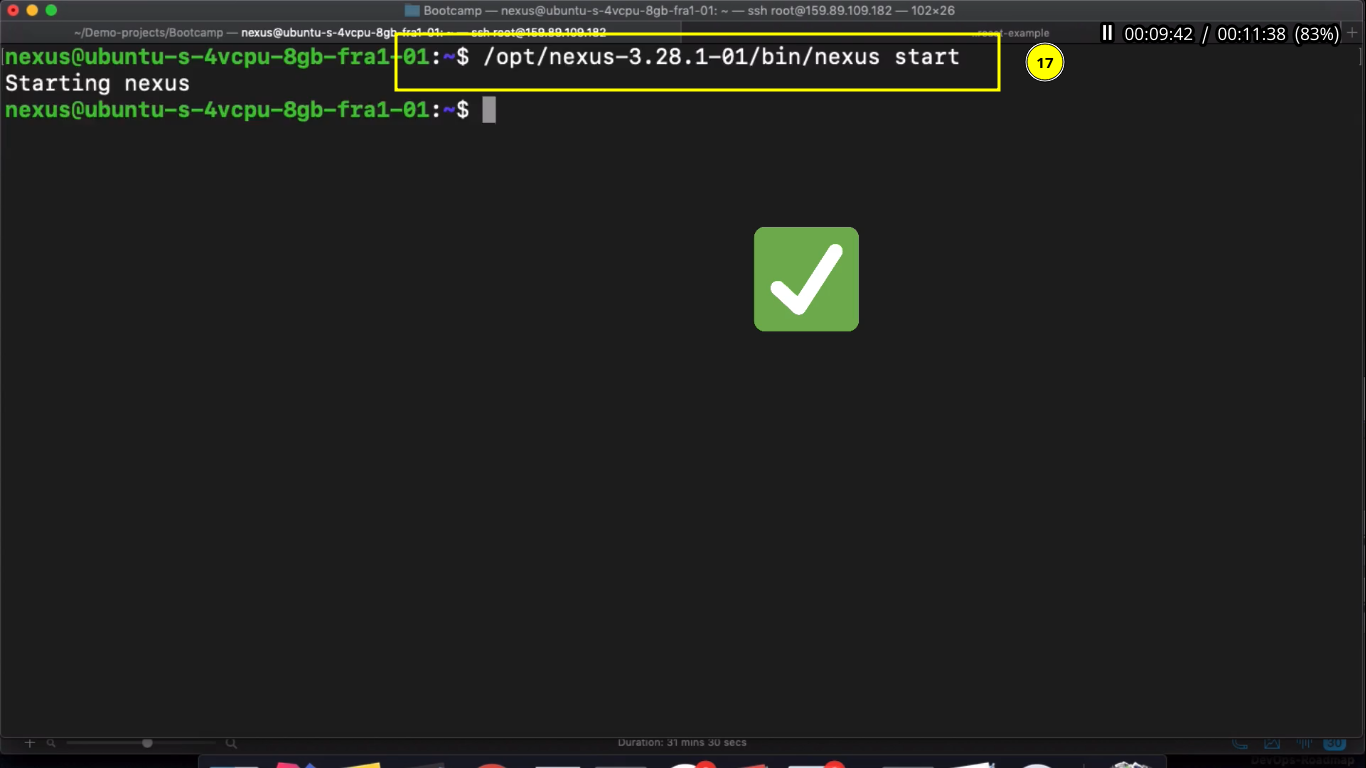 Bootcamp — nexus@ubuntu-s-4vcpu-8gb-fra1-01: ~ — ssh root@159.89.109.182 — 102×26
~/Demo-projects/Bootcamp — nexus@ubuntu-s-4vcpu-8gb-fra1-01: ~ — ssh root@159.89.109.182
react-example
00:09:42 / 00:11:38 (83%)
nexus@ubuntu-s-4vcpu-8gb-fra1-01:~$ /opt/nexus-3.28.1-01/bin/nexus start
17
Starting nexus
nexus@ubuntu-s-4vcpu-8gb-fra1-01:~$
Duration: 31 mins 30 secs
30
DevOps-Roadmap